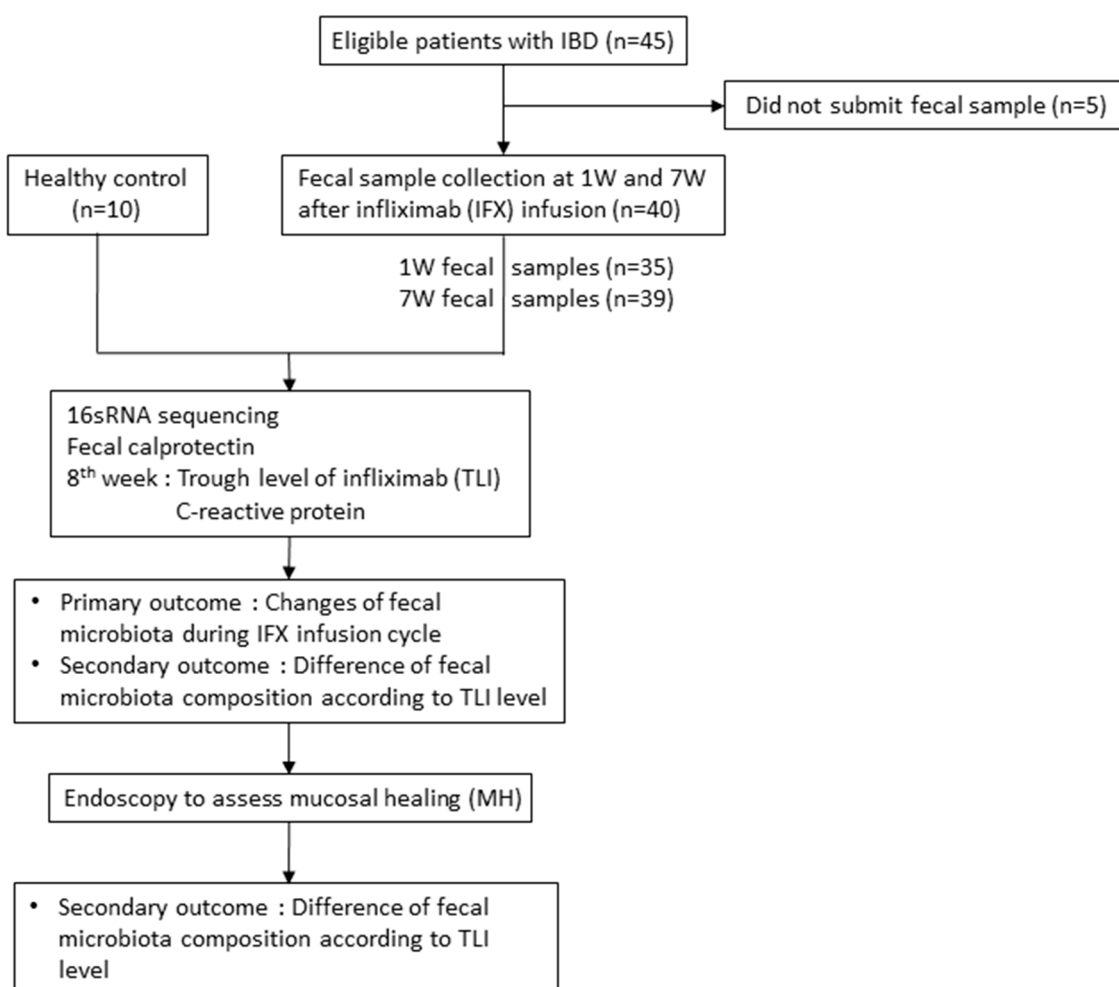 Eligible patients with IBD (n=45)
Did not submit fecal sample (n=5)
Healthy control
(n=10)
Fecal sample collection at 1W and 7W
after infliximab (IFX) infusion (n=40)
1W fecal samples (n=35)
7W fecal samples (n=39)
16sRNA sequencing
Fecal calprotectin
8th week : Trough level of infliximab (TLI)
C-reactive protein
• Primary outcome : Changes of fecal
microbiota during IFX infusion cycle
• Secondary outcome : Difference of fecal
microbiota composition according to TLI level
Endoscopy to assess mucosal healing (MH)
• Secondary outcome : Difference of fecal
microbiota composition according to TLI
level